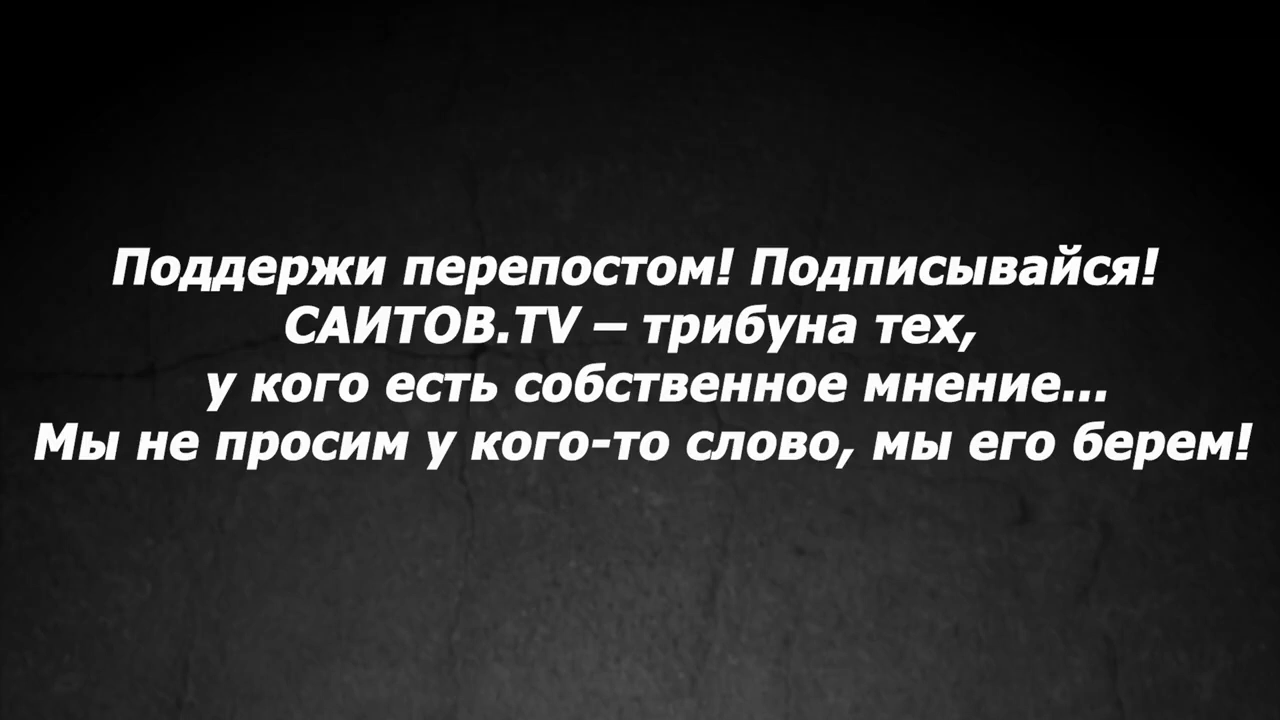 Поддержи перепостом! Подписывайся!
САИТОВ.TV – трибуна тех,
у кого есть собственное мнение...
Мы не просим у кого-то слово, мы его берем!